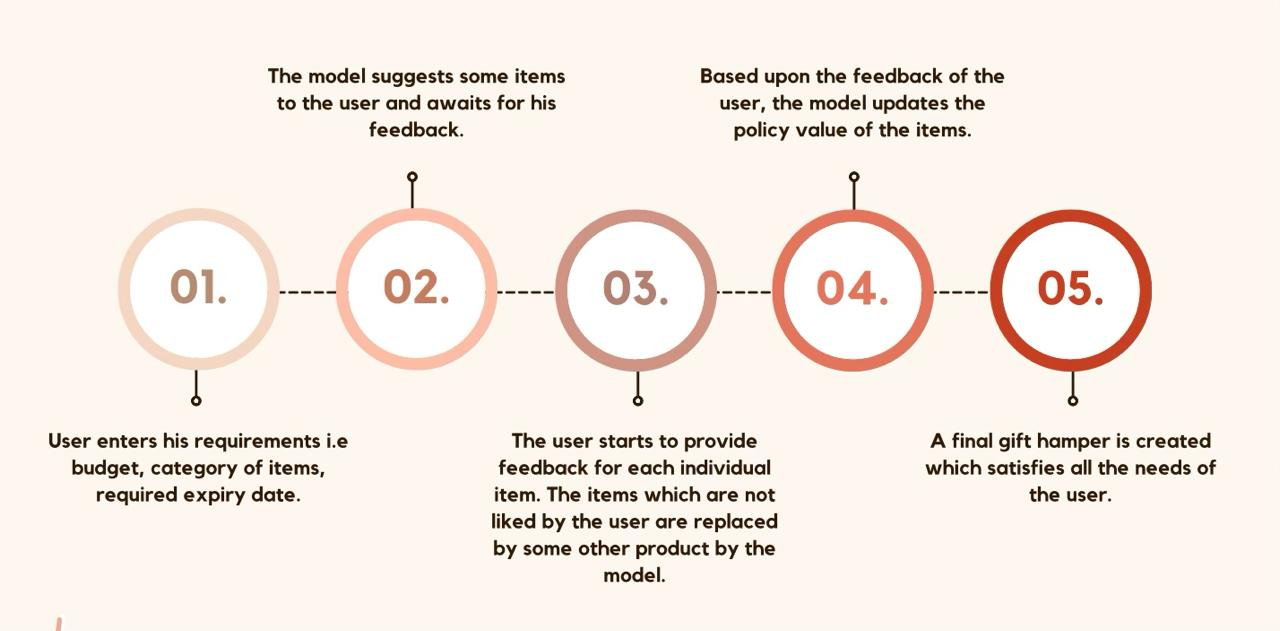 The model suggests some items
to the user and awaits for his
feedback.
Based upon the feedback of the
user, the model updates the
policy value of the items.
01.
02.
03.
04.
05.
User enters his requirements i.e
budget, category of items,
required expiry date.
The user starts to provide
feedback for each individual
item. The items which are not
liked by the user are replaced
by some other product by the
model.
A final gift hamper is created
which satisfies all the needs of
the user.